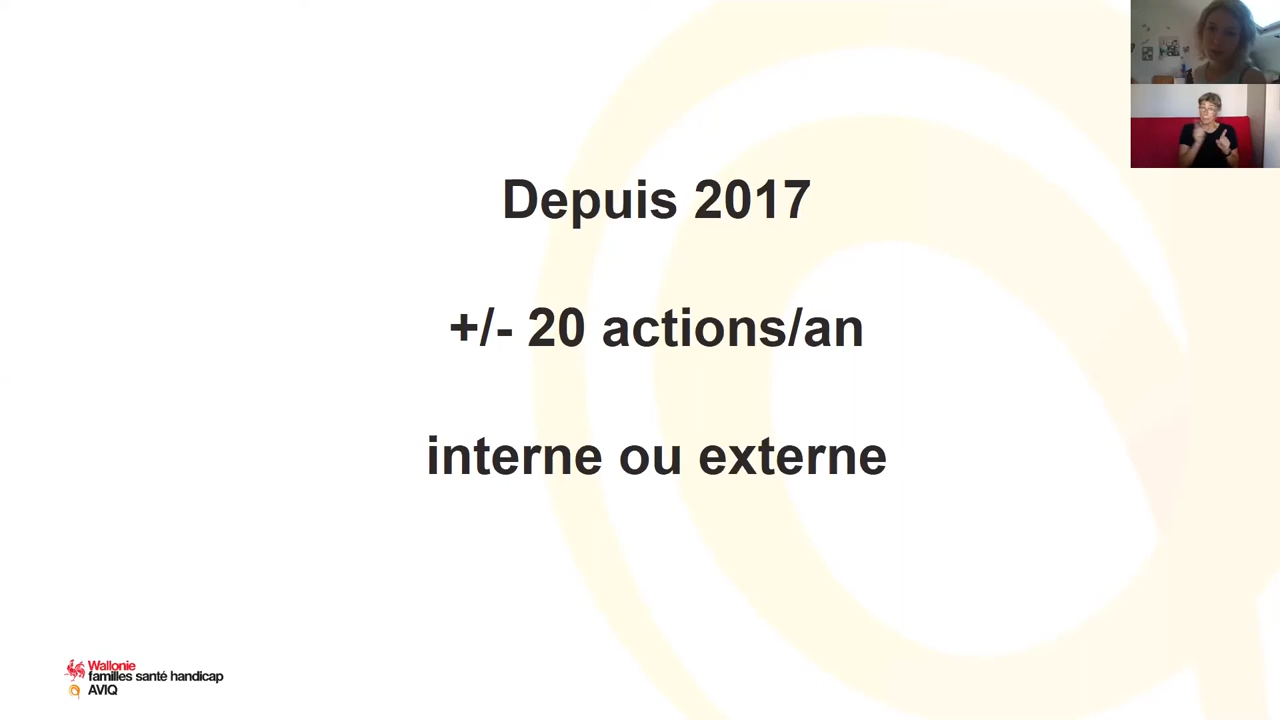 Depuis 2017
+/- 20 actions/an
interne ou externe
Wallonie
familles santé handicap
AVIQ